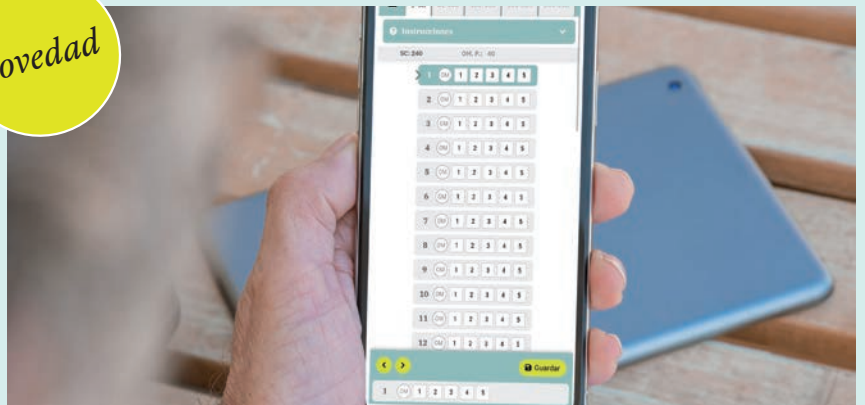 ovedad
Instrucciones
SC: 240 OM. P.: 40
1 OM 1 2 3 4 5
2 OM 1 2 3 4 5
3 OM 1 2 3 4 5
4 OM 1 2 3 4 5
5 OM 1 2 3 4 5
6 OM 1 2 3 4 5
7 OM 1 2 3 4 5
8 OM 1 2 3 4 5
9 OM 1 2 3 4 5
10 OM 1 2 3 4 5
11 OM 1 2 3 4 5
12 OM 1 2 3 4 5
Guardar
1 OM 1 2 3 4 5